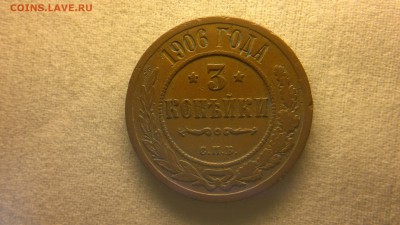 COINS.LAVE.RU
1906 ГОДА
* 3 *
КОПѢЙКИ
С.П.Б.